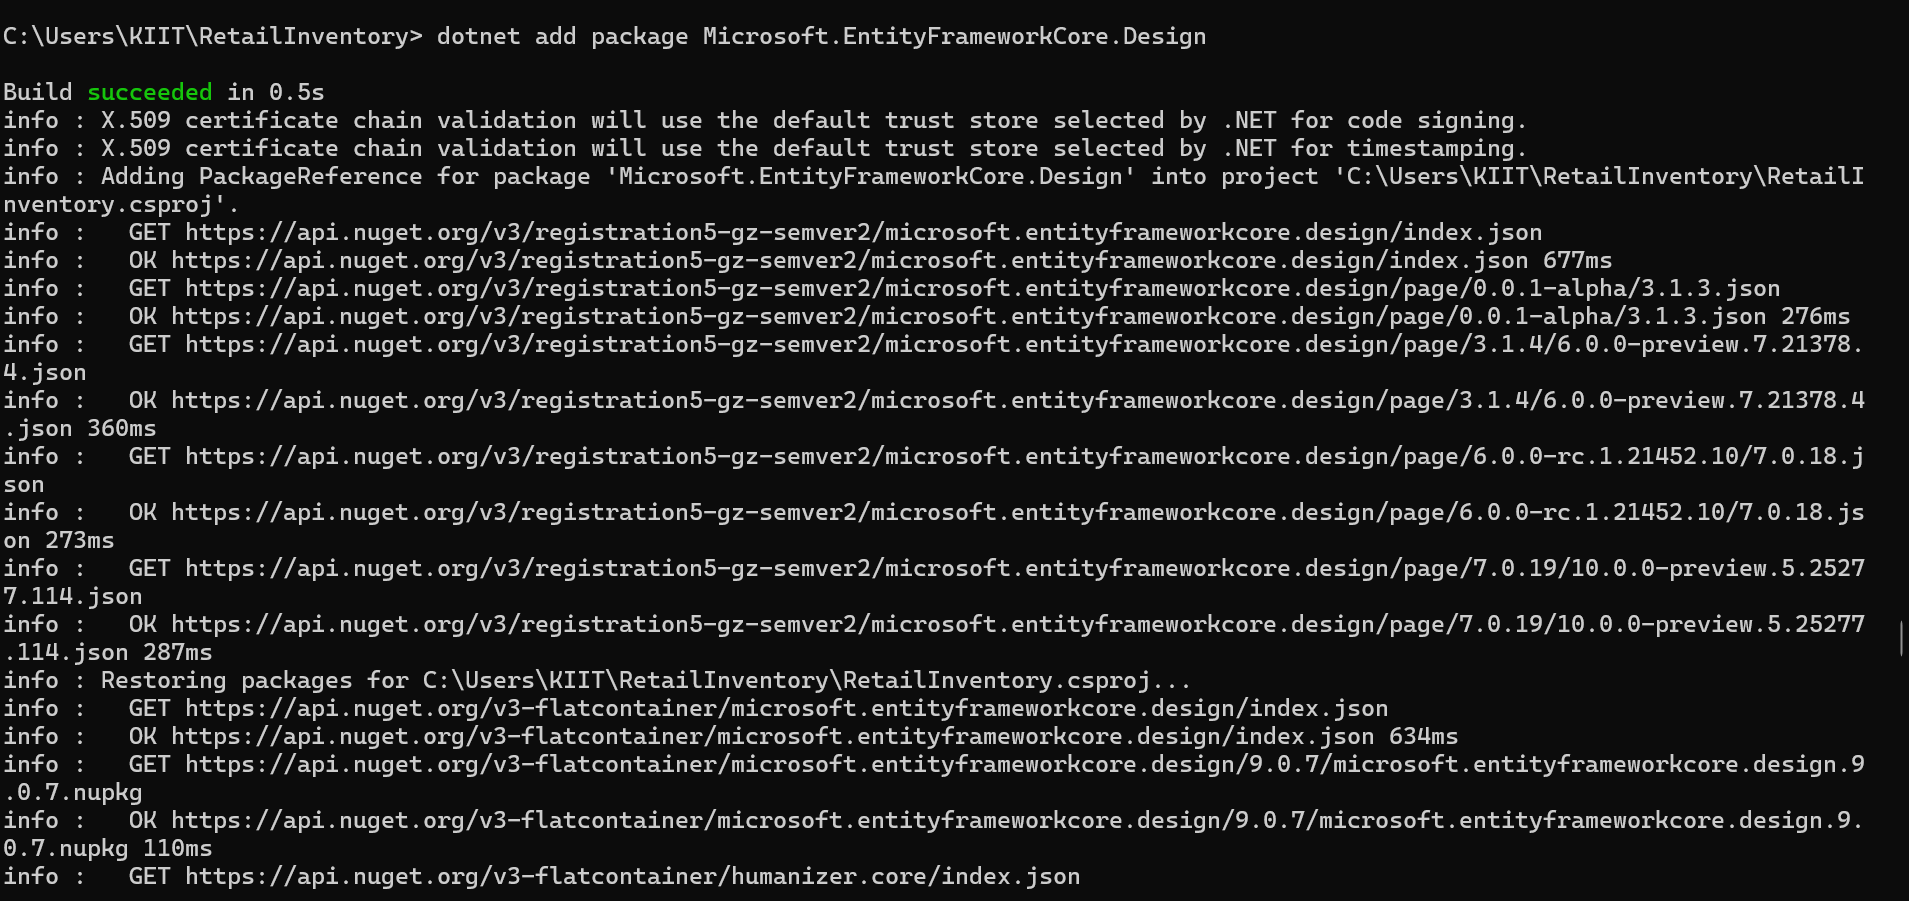 C:\Users\KIIT\RetailInventory> dotnet add package Microsoft.EntityFrameworkCore.Design
Build succeeded in 0.5s
info : X.509 certificate chain validation will use the default trust store selected by .NET for code signing.
info : X.509 certificate chain validation will use the default trust store selected by .NET for timestamping.
info : Adding PackageReference for package 'Microsoft.EntityFrameworkCore.Design' into project 'C:\Users\KIIT\RetailInventory\RetailI
nventory.csproj'.
info :   GET https://api.nuget.org/v3/registration5-gz-semver2/microsoft.entityframeworkcore.design/index.json
info :   OK https://api.nuget.org/v3/registration5-gz-semver2/microsoft.entityframeworkcore.design/index.json 677ms
info :   GET https://api.nuget.org/v3/registration5-gz-semver2/microsoft.entityframeworkcore.design/page/0.0.1-alpha/3.1.3.json
info :   OK https://api.nuget.org/v3/registration5-gz-semver2/microsoft.entityframeworkcore.design/page/0.0.1-alpha/3.1.3.json 276ms
info :   GET https://api.nuget.org/v3/registration5-gz-semver2/microsoft.entityframeworkcore.design/page/3.1.4/6.0.0-preview.7.21378.
4.json
info :   OK https://api.nuget.org/v3/registration5-gz-semver2/microsoft.entityframeworkcore.design/page/3.1.4/6.0.0-preview.7.21378.4
.json 360ms
info :   GET https://api.nuget.org/v3/registration5-gz-semver2/microsoft.entityframeworkcore.design/page/6.0.0-rc.1.21452.10/7.0.18.j
son
info :   OK https://api.nuget.org/v3/registration5-gz-semver2/microsoft.entityframeworkcore.design/page/6.0.0-rc.1.21452.10/7.0.18.js
on 273ms
info :   GET https://api.nuget.org/v3/registration5-gz-semver2/microsoft.entityframeworkcore.design/page/7.0.19/10.0.0-preview.5.2527
7.114.json
info :   OK https://api.nuget.org/v3/registration5-gz-semver2/microsoft.entityframeworkcore.design/page/7.0.19/10.0.0-preview.5.25277
.114.json 287ms
info : Restoring packages for C:\Users\KIIT\RetailInventory\RetailInventory.csproj...
info :   GET https://api.nuget.org/v3-flatcontainer/microsoft.entityframeworkcore.design/index.json
info :   OK https://api.nuget.org/v3-flatcontainer/microsoft.entityframeworkcore.design/index.json 634ms
info :   GET https://api.nuget.org/v3-flatcontainer/microsoft.entityframeworkcore.design/9.0.7/microsoft.entityframeworkcore.design.9
.0.7.nupkg
info :   OK https://api.nuget.org/v3-flatcontainer/microsoft.entityframeworkcore.design/9.0.7/microsoft.entityframeworkcore.design.9.
0.7.nupkg 110ms
info :   GET https://api.nuget.org/v3-flatcontainer/humanizer.core/index.json